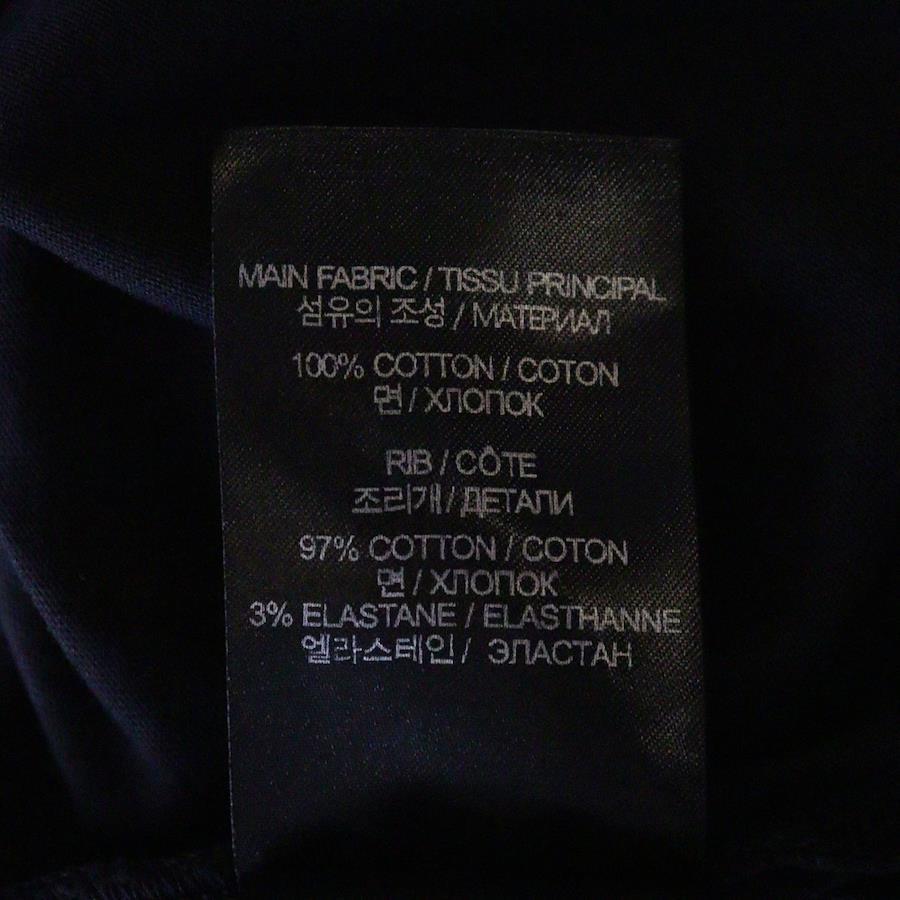 MAIN FABRIC / TISSU PRINCIPAL
섬유의 조성 / МАТЕРИАЛ
100% COTTON / COTON
면 / ХЛОПОК
RIB / CÔTE
조리개 / ДЕТАЛИ
97% COTTON / COTON
면 / ХЛОПОК
3% ELASTANE / ELASTHANNE
엘라스테인 / ЭЛАСТАН